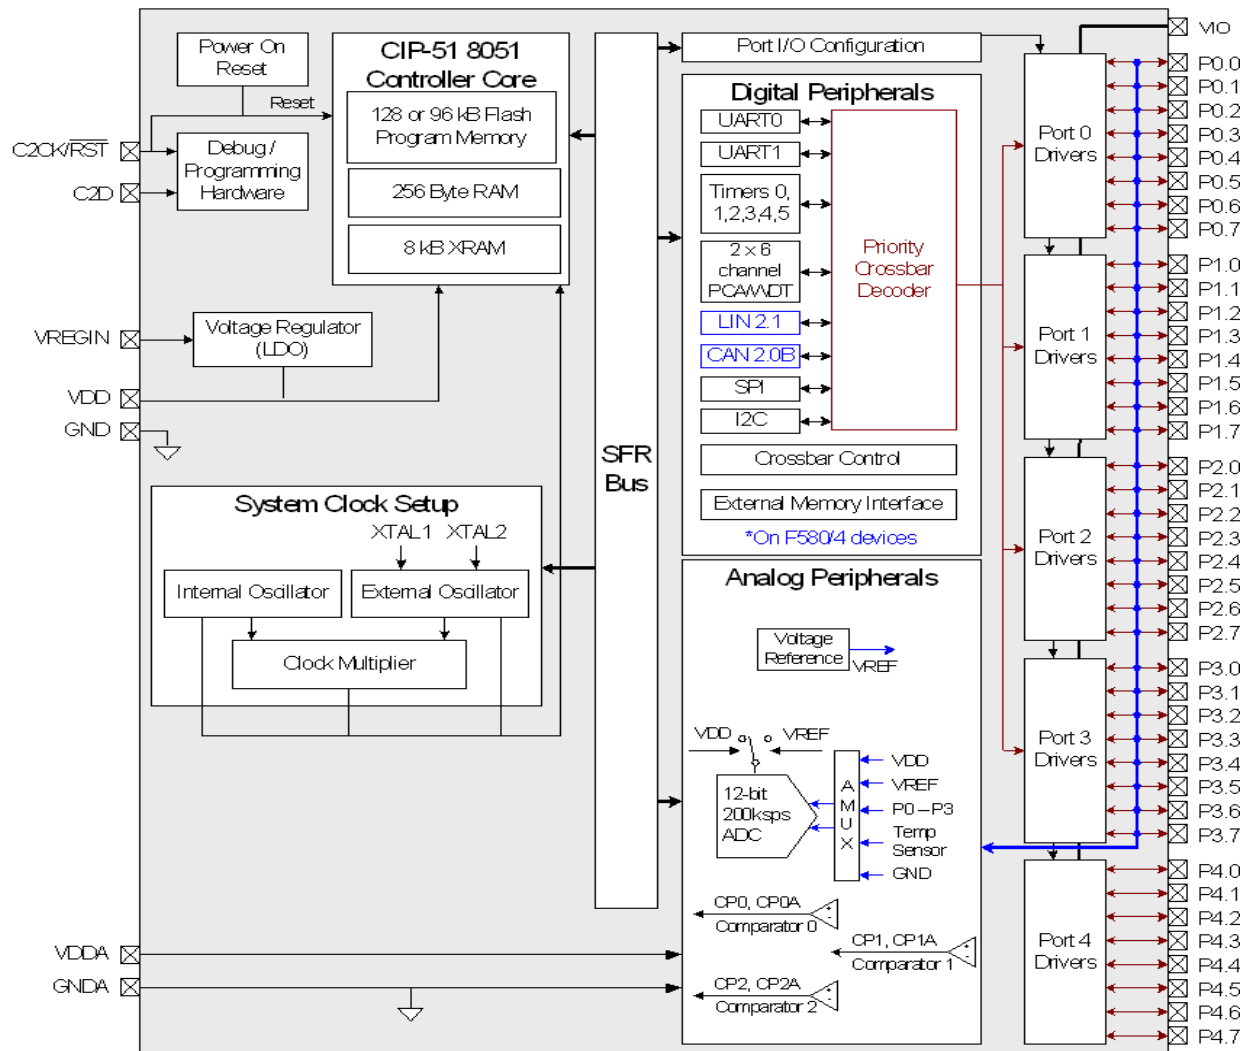 Power On
Reset
CIP-51 8051
Controller Core
128 or 96 kB Flash
Program Memory
256 Byte RAM
8 kB XRAM
Reset
C2CK/RST
C2D
Debug /
Programming
Hardware
VREGIN
Voltage Regulator
(LDO)
VDD
GND
System Clock Setup
XTAL1 XTAL2
Internal Oscillator
External Oscillator
Clock Multiplier
VDDA
GNDA
SFR
Bus
Port I/O Configuration
Digital Peripherals
UART0
UART1
Timers 0,
1,2,3,4,5
2 x 6
channel
PCA/WDT
LIN 2.1
CAN 2.0B
SPI
I2C
Priority
Crossbar
Decoder
Crossbar Control
External Memory Interface
*On F580/4 devices
Analog Peripherals
Voltage
Reference
VREF
VDD
VREF
12-bit
200ksps
ADC
A
M
U
X
VDD
VREF
P0 – P3
Temp
Sensor
GND
CP0, CP0A
Comparator 0
+
-
CP1, CP1A
Comparator 1
+
-
CP2, CP2A
Comparator 2
+
-
Port 0
Drivers
Port 1
Drivers
Port 2
Drivers
Port 3
Drivers
Port 4
Drivers
VIO
P0.0
P0.1
P0.2
P0.3
P0.4
P0.5
P0.6
P0.7
P1.0
P1.1
P1.2
P1.3
P1.4
P1.5
P1.6
P1.7
P2.0
P2.1
P2.2
P2.3
P2.4
P2.5
P2.6
P2.7
P3.0
P3.1
P3.2
P3.3
P3.4
P3.5
P3.6
P3.7
P4.0
P4.1
P4.2
P4.3
P4.4
P4.5
P4.6
P4.7